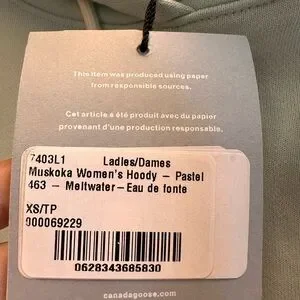 This item was produced using paper
from responsible sources.
Cet article a été produit avec du papier
provenant d'une production responsable.
7403L1 Ladies/Dames
Muskoka Women's Hoody – Pastel
463 – Meltwater–Eau de fonte
XS/TP
000069229
0628343685830
canadagoose.com